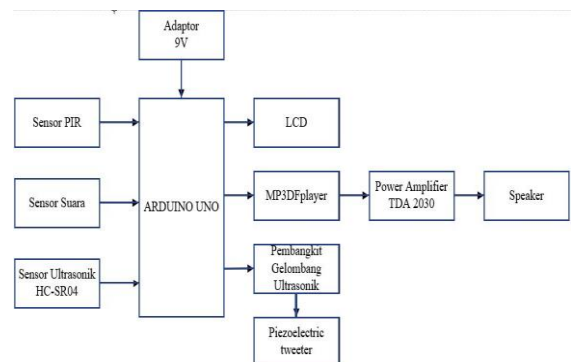 Adaptor
9V
Sensor PIR
LCD
Sensor Suara
ARDUINO UNO
MP3DFplayer
Power Amplifier
TDA 2030
Speaker
Sensor Ultrasonik
HC-SR04
Pembangkit
Gelombang
Ultrasonik
Piezoelectric
tweeter